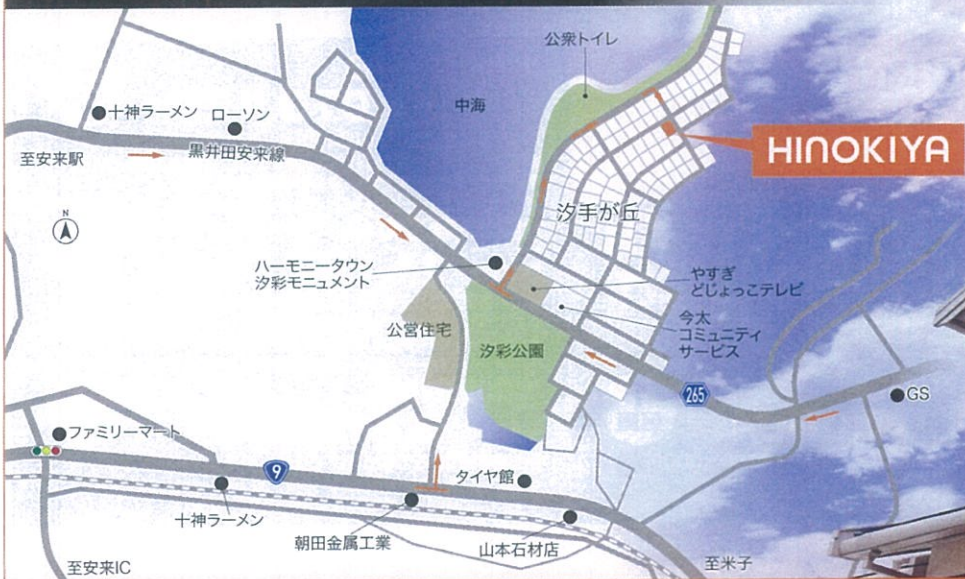 公衆トイレ
十神ラーメン
ローソン
中海
至安来駅
黒井田安来線
HINOKIYA
N
汐手が丘
ハーモニータウン
汐彩モニュメント
やすぎ
どじょっこテレビ
公営住宅
汐彩公園
今太
コミュニティ
サービス
265
GS
ファミリーマート
9
タイヤ館
十神ラーメン
朝田金属工業
山本石材店
至安来IC
至米子